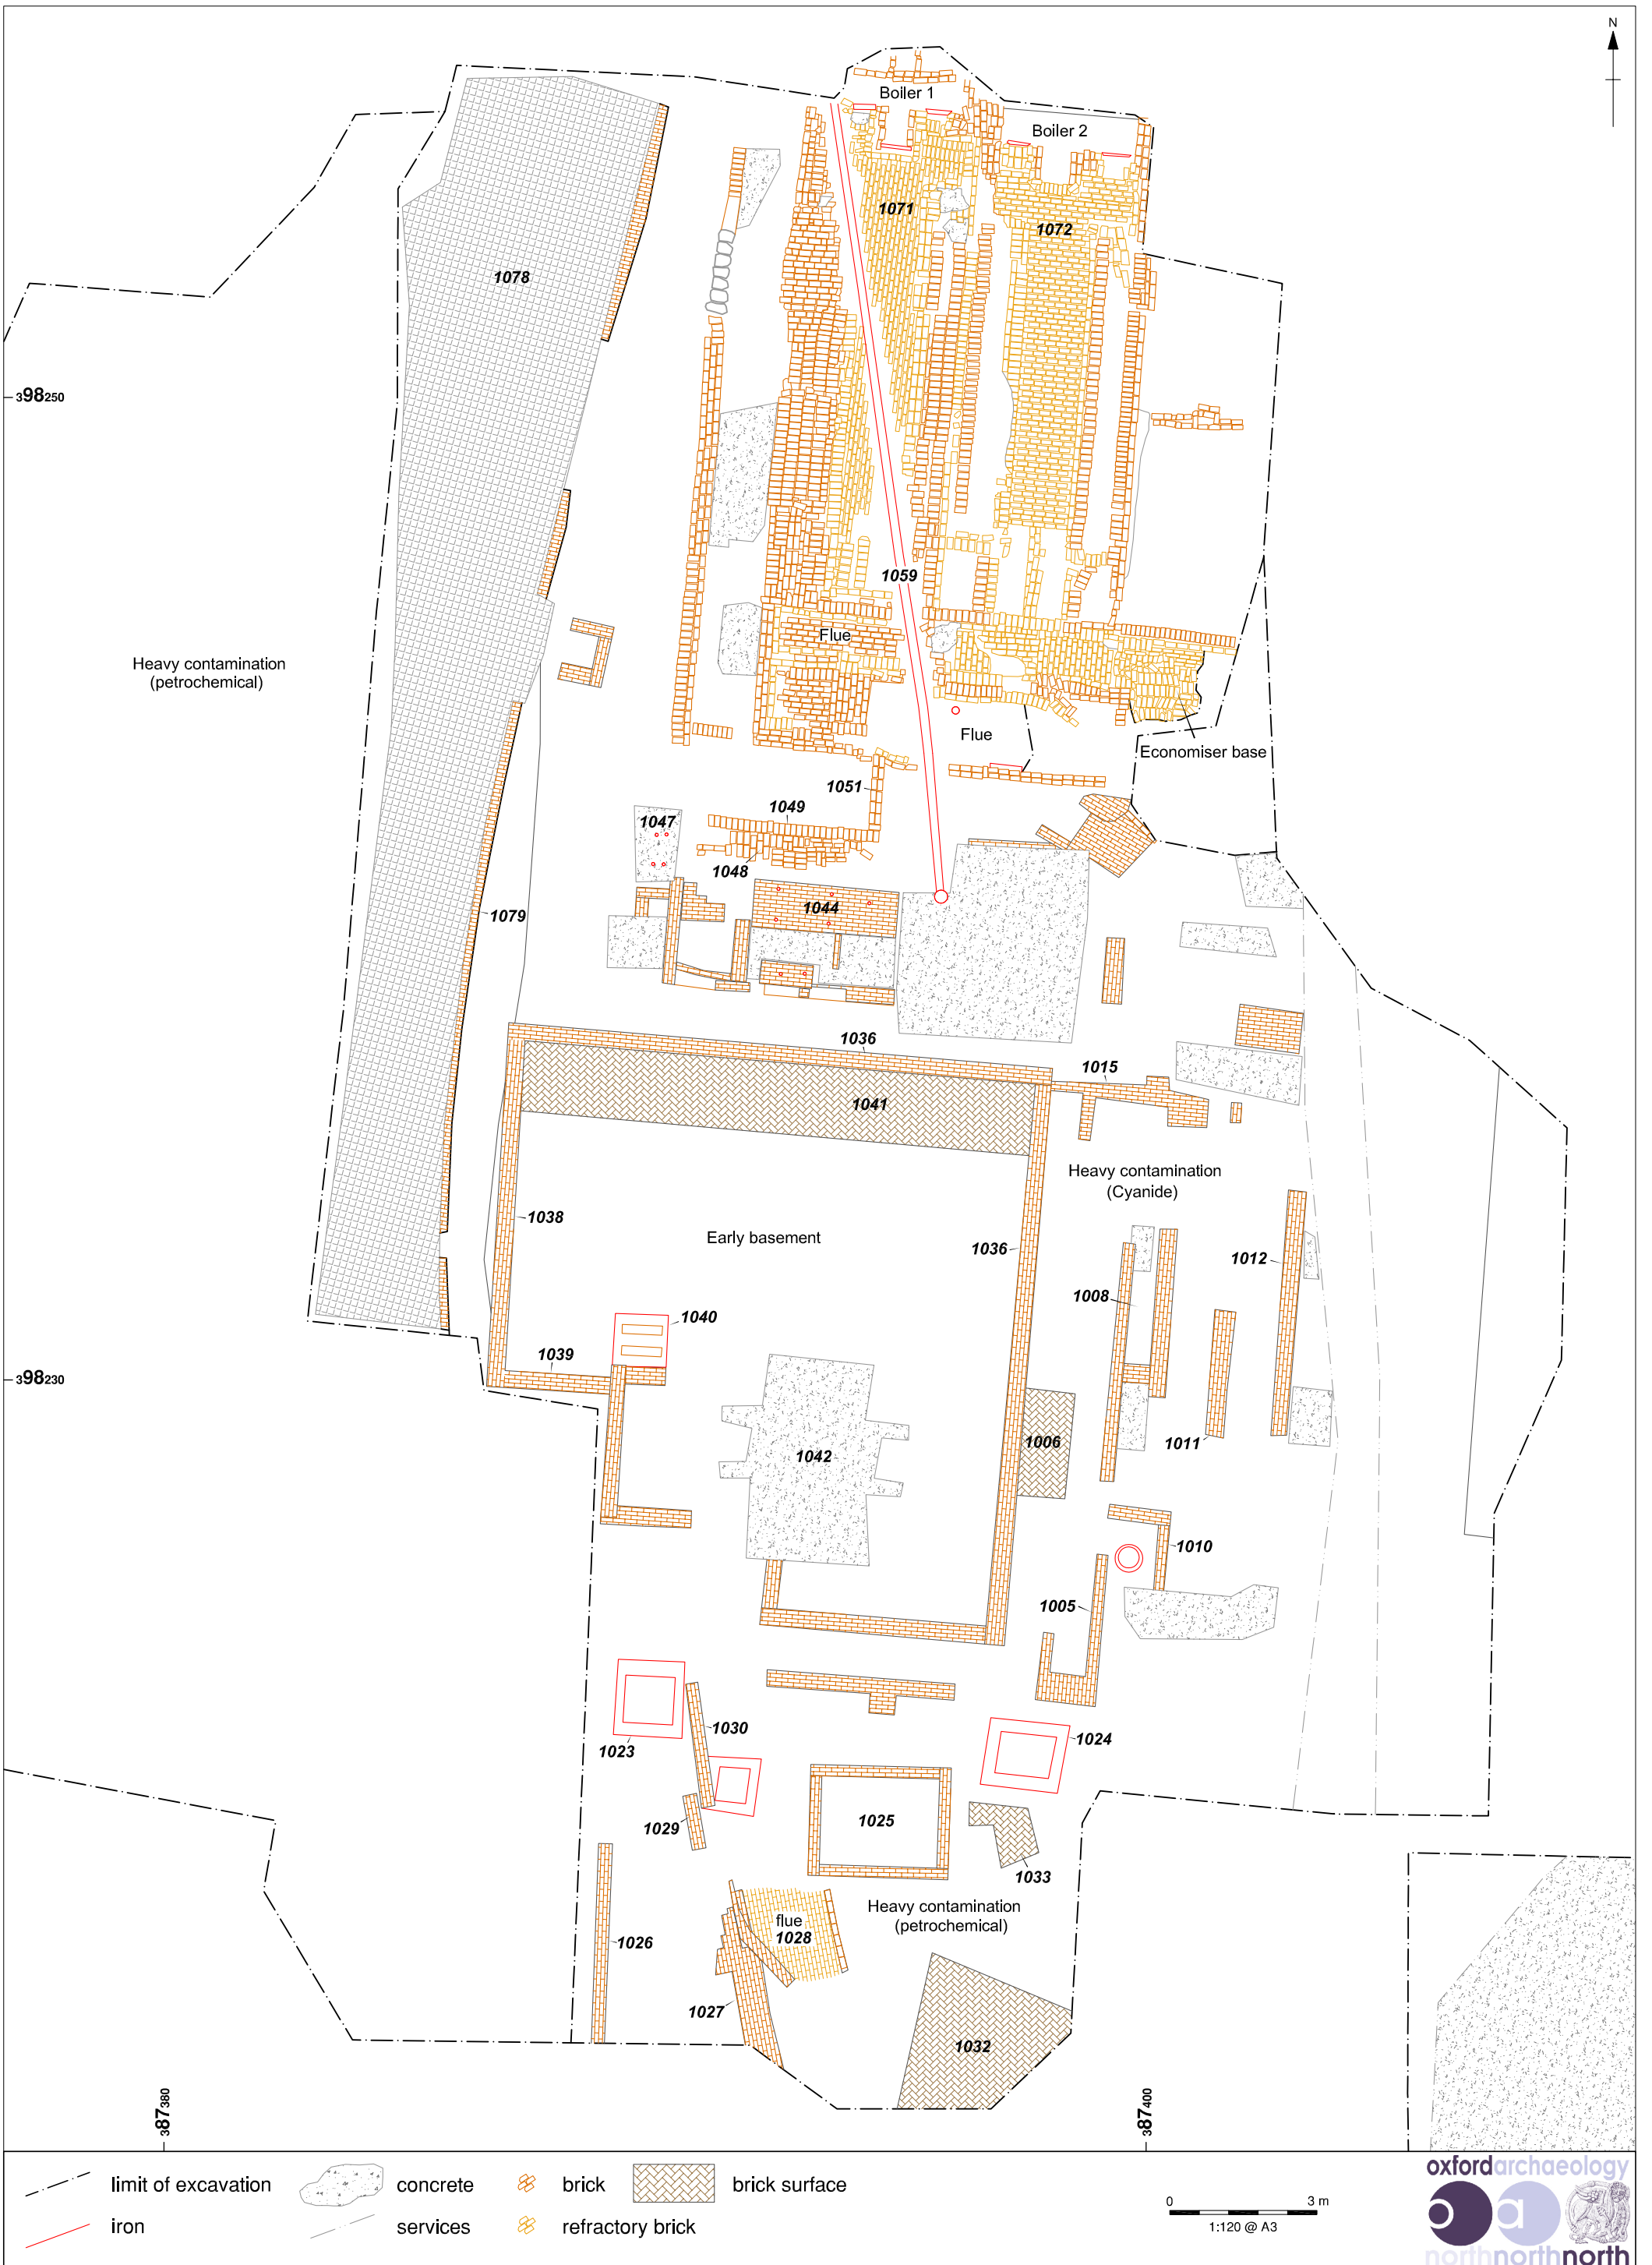 N
Boiler 1
Boiler 2
1071
1072
1078
398250
1059
Flue
Heavy contamination
(petrochemical)
Flue
Economiser base
1051
1049
1047
1048
1044
1079
1036
1015
1041
Heavy contamination
(Cyanide)
1038
Early basement
1036
1012
1008
1040
1039
398230
1006
1011
1042
1010
1005
1030
1023
1024
1025
1029
1033
Heavy contamination
(petrochemical)
flue
1028
1026
1027
1032
387380
387400
limit of excavation
concrete
brick
brick surface
iron
services
refractory brick
0 3 m
1:120 @ A3
oxfordarchaeology
o a
northnorthnorth